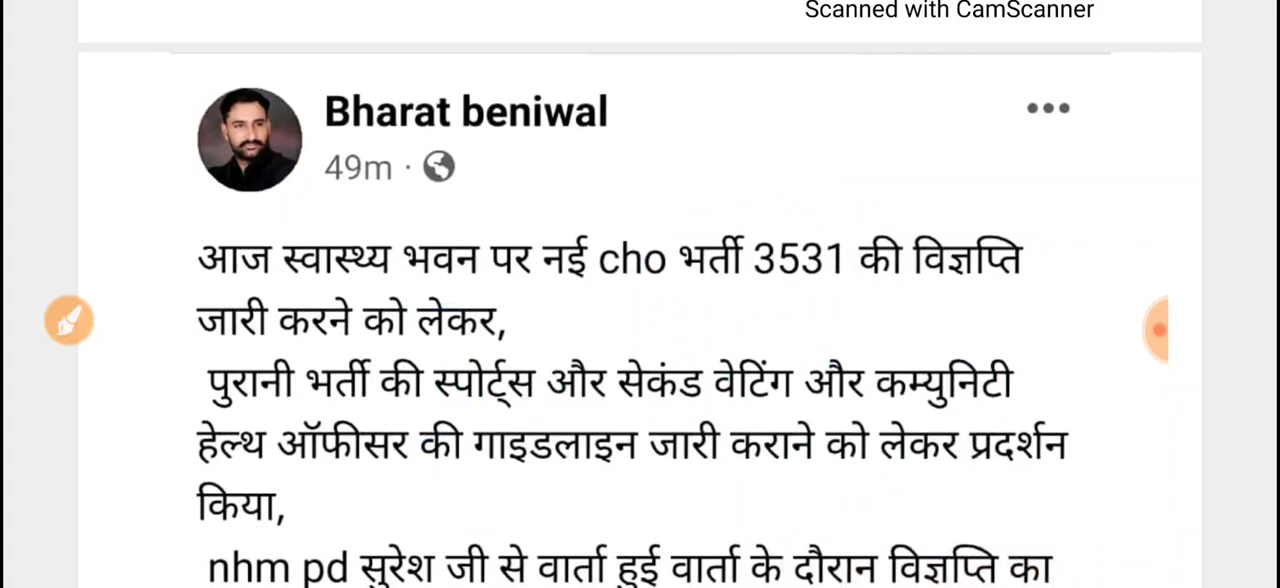 Scanned with CamScanner
Bharat beniwal
49m ·
आज स्वास्थ्य भवन पर नई cho भर्ती 3531 की विज्ञप्ति
जारी करने को लेकर,
पुरानी भर्ती की स्पोर्ट्स और सेकंड वेटिंग और कम्युनिटी
हेल्थ ऑफीसर की गाइडलाइन जारी कराने को लेकर प्रदर्शन
किया,
nhm pd सुरेश जी से वार्ता हुई वार्ता के दौरान विज्ञप्ति का